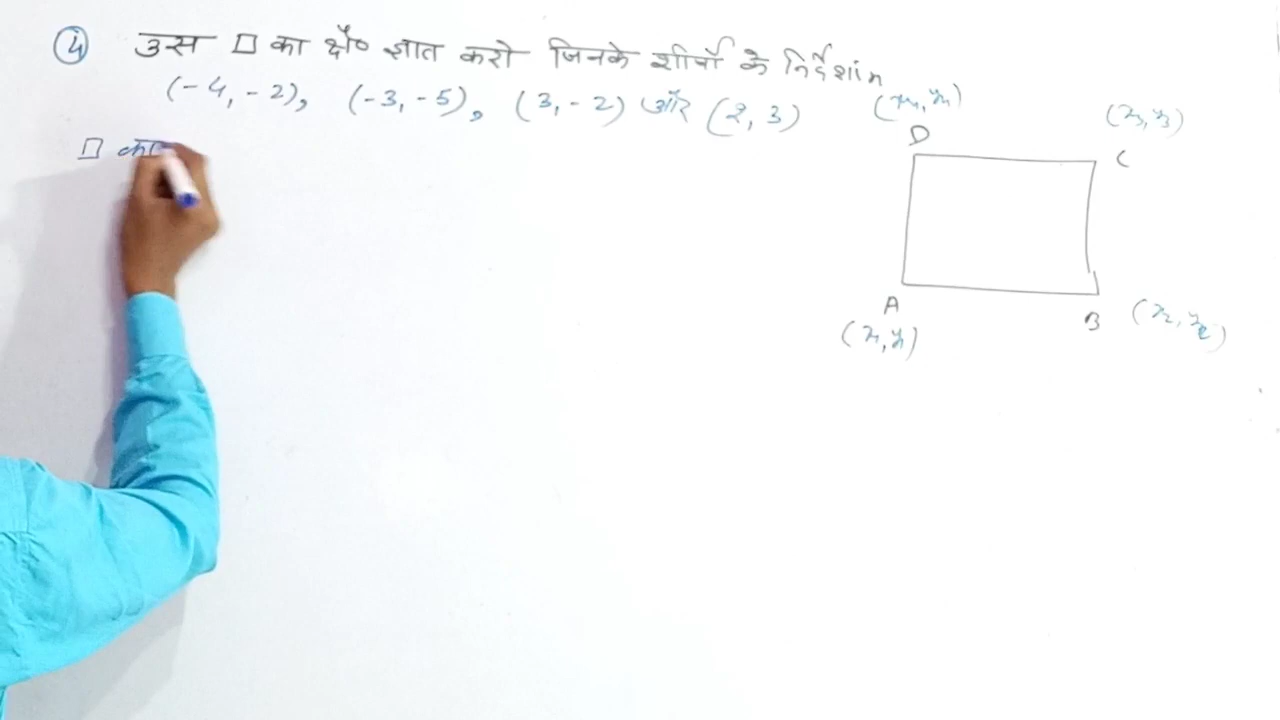 ④ उस □ का क्षे० ज्ञात करो जिनके शीर्षो के निर्देशांn
(-4, -2), (-3, -5), (3, -2) और (2, 3)
(x₄, y₄)
(x₃, y₃)
D
C
□ का
A
B
(x₂, y₂)
(x₁, y₁)